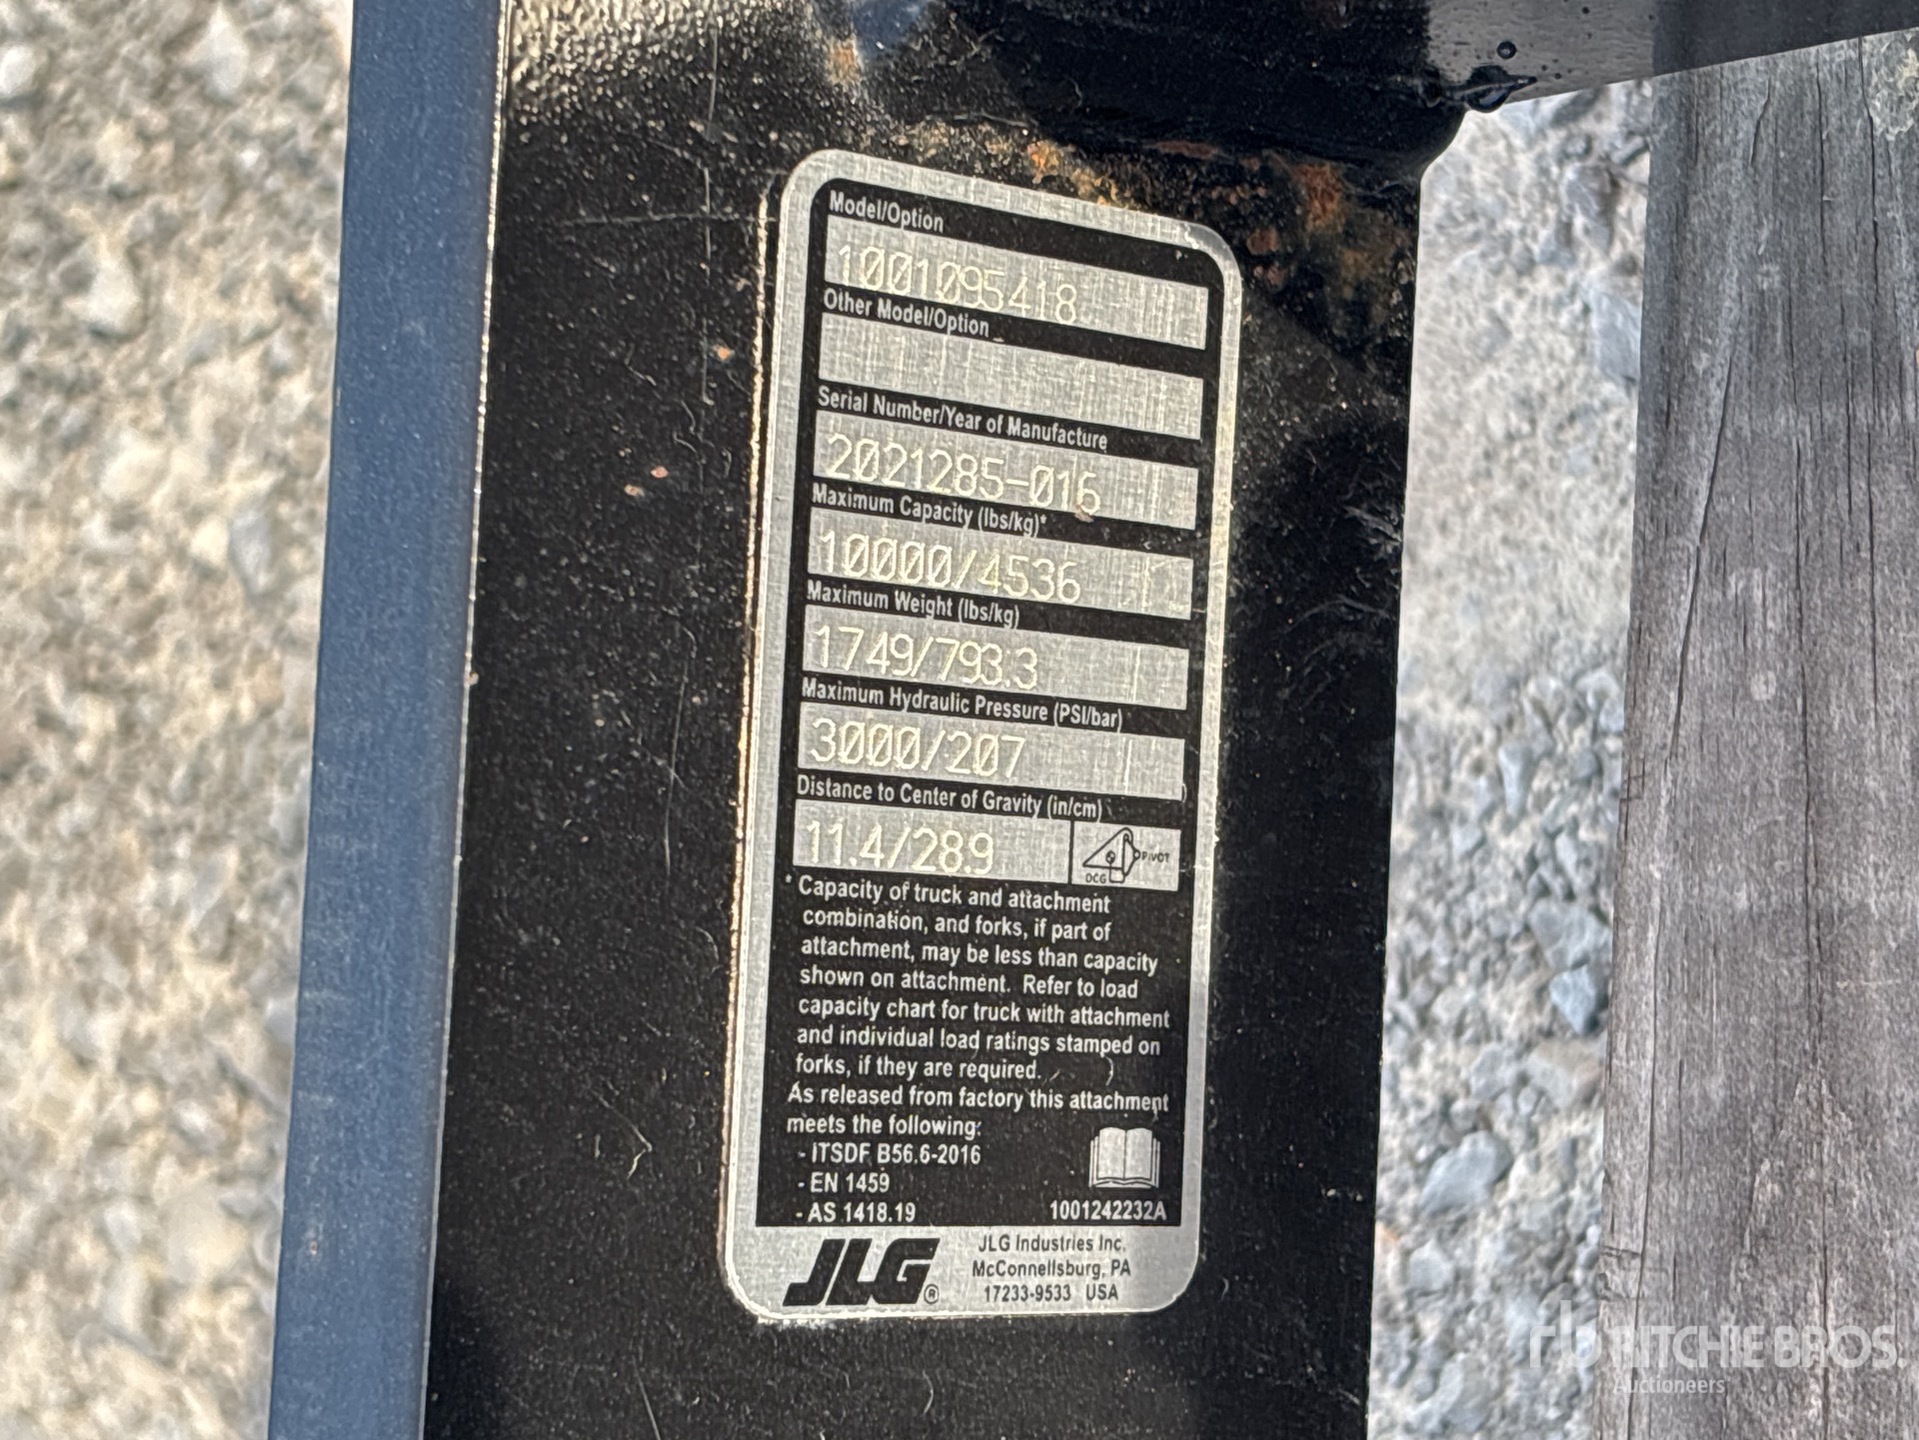 Model/Option
1001095418
Other Model/Option
Serial Number/Year of Manufacture
2021285-016
Maximum Capacity (lbs/kg)*
10000/4536
Maximum Weight (lbs/kg)
1749/793.3
Maximum Hydraulic Pressure (PSI/bar)
3000/207
Distance to Center of Gravity (in/cm)
11.4/28.9
PIVOT
DCG
* Capacity of truck and attachment
combination, and forks, if part of
attachment, may be less than capacity
shown on attachment. Refer to load
capacity chart for truck with attachment
and individual load ratings stamped on
forks, if they are required.
As released from factory this attachment
meets the following:
- ITSDF B56.6-2016
- EN 1459
- AS 1418.19
1001242232A
JLG®
JLG Industries Inc.
McConnellsburg, PA
17233-9533 USA
rb RITCHIE BROS.
Auctioneers